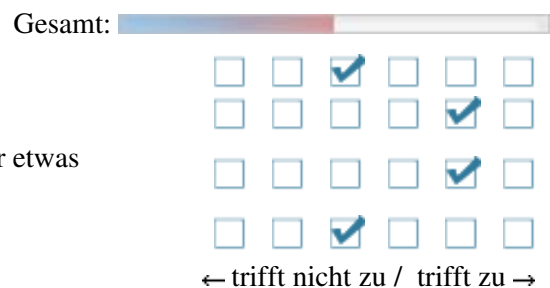 Gesamt:
etwas
← trifft nicht zu / trifft zu →